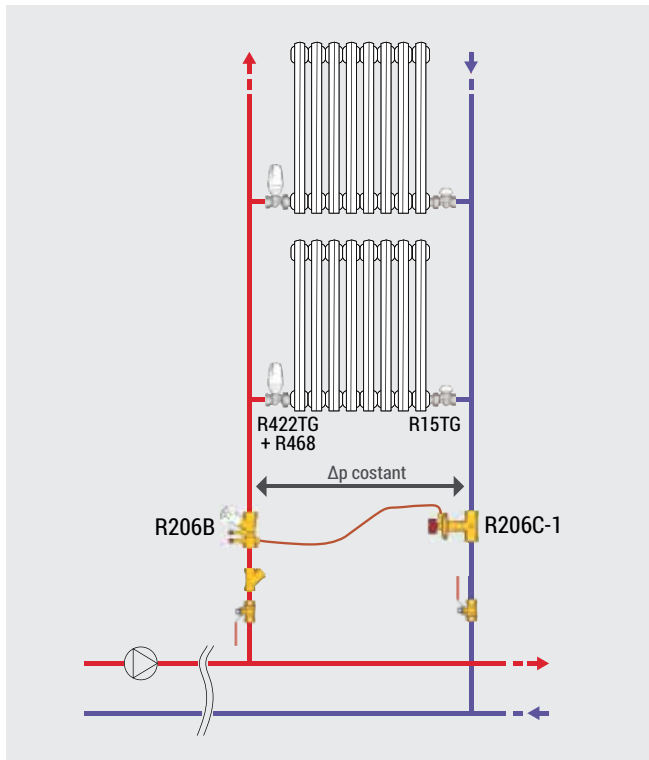 R422TG
+ R468
R15TG
Δp costant
R206B
R206C-1